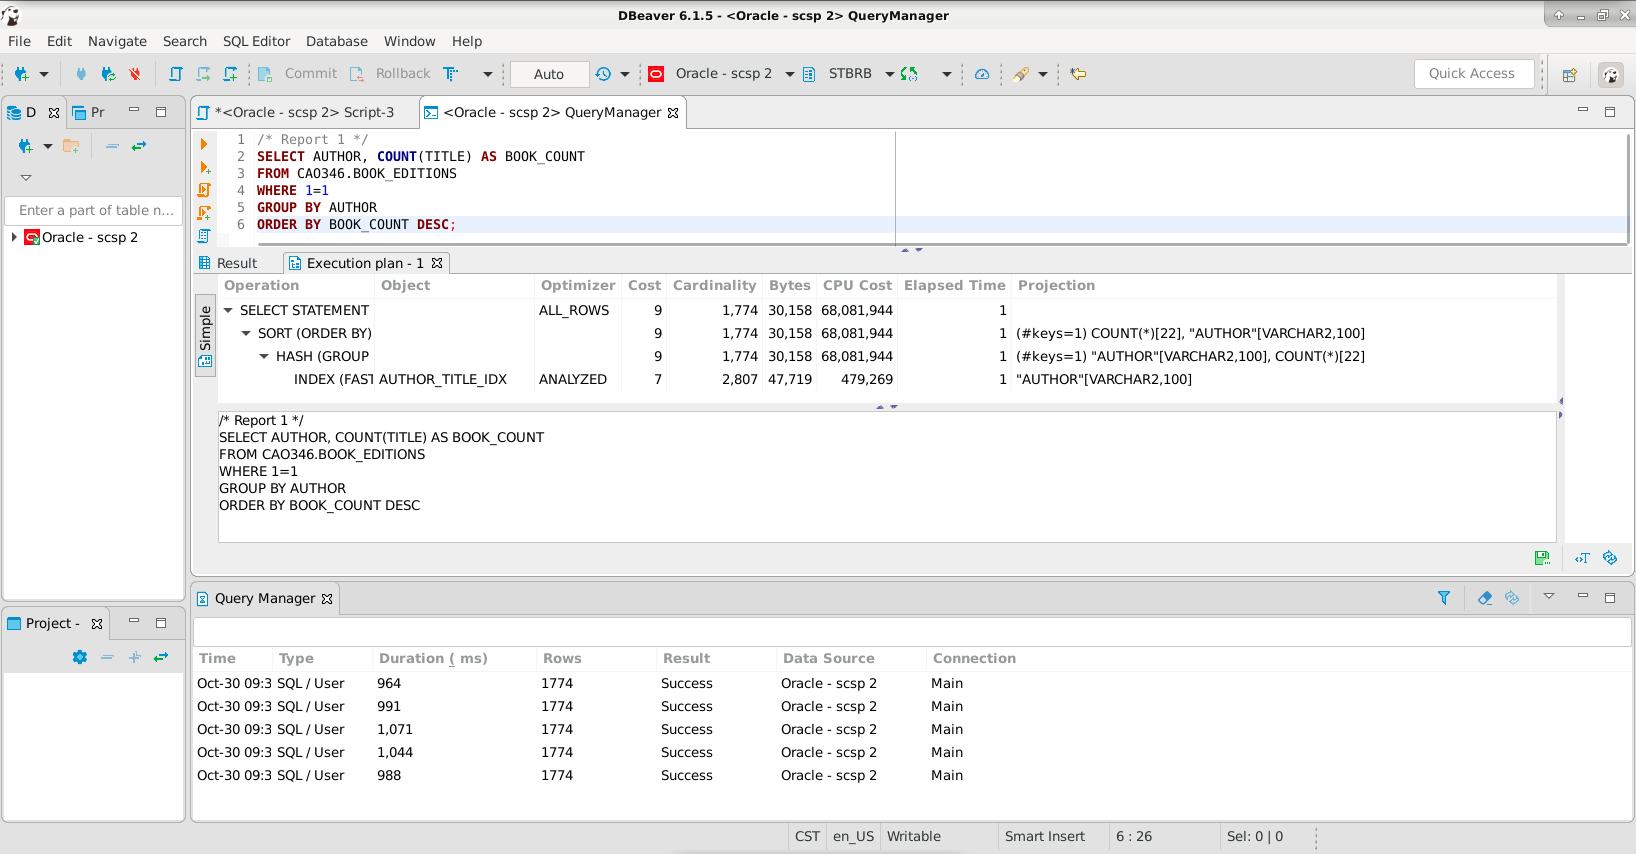 DBeaver 6.1.5 - <Oracle - scsp 2> QueryManager
File Edit Navigate Search SQL Editor Database Window Help
Commit Rollback Auto Oracle - scsp 2 STBRB Quick Access
D Pr
Enter a part of table n...
Oracle - scsp 2
Project -
*<Oracle - scsp 2> Script-3 <Oracle - scsp 2> QueryManager
1 /* Report 1 */
2 SELECT AUTHOR, COUNT(TITLE) AS BOOK_COUNT
3 FROM CAO346.BOOK_EDITIONS
4 WHERE 1=1
5 GROUP BY AUTHOR
6 ORDER BY BOOK_COUNT DESC;
Result Execution plan - 1
Simple
Operation Object Optimizer Cost Cardinality Bytes CPU Cost Elapsed Time Projection
SELECT STATEMENT ALL_ROWS 9 1,774 30,158 68,081,944 1
SORT (ORDER BY) 9 1,774 30,158 68,081,944 1 (#keys=1) COUNT(*)[22], "AUTHOR"[VARCHAR2,100]
HASH (GROUP 9 1,774 30,158 68,081,944 1 (#keys=1) "AUTHOR"[VARCHAR2,100], COUNT(*)[22]
INDEX (FAST AUTHOR_TITLE_IDX ANALYZED 7 2,807 47,719 479,269 1 "AUTHOR"[VARCHAR2,100]
/* Report 1 */
SELECT AUTHOR, COUNT(TITLE) AS BOOK_COUNT
FROM CAO346.BOOK_EDITIONS
WHERE 1=1
GROUP BY AUTHOR
ORDER BY BOOK_COUNT DESC
Query Manager
Time Type Duration ( ms) Rows Result Data Source Connection
Oct-30 09:3 SQL / User 964 1774 Success Oracle - scsp 2 Main
Oct-30 09:3 SQL / User 991 1774 Success Oracle - scsp 2 Main
Oct-30 09:3 SQL / User 1,071 1774 Success Oracle - scsp 2 Main
Oct-30 09:3 SQL / User 1,044 1774 Success Oracle - scsp 2 Main
Oct-30 09:3 SQL / User 988 1774 Success Oracle - scsp 2 Main
CST en_US Writable Smart Insert 6 : 26 Sel: 0 | 0